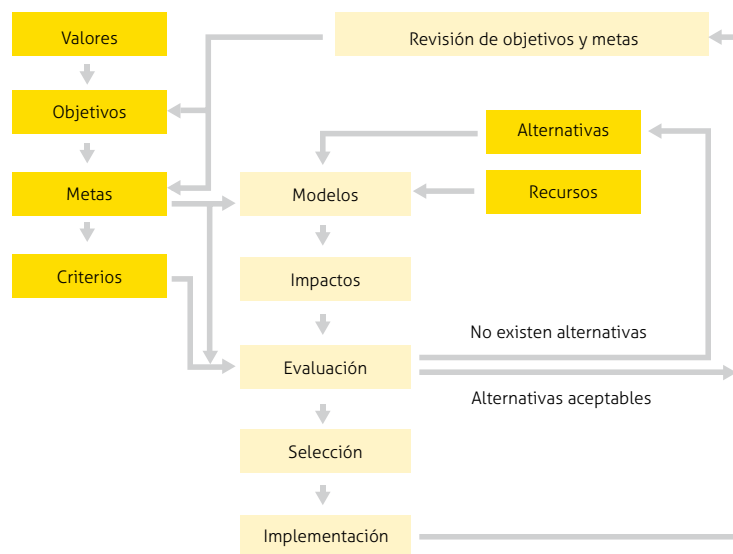 Valores
Revisión de objetivos y metas
Objetivos
Alternativas
Metas
Modelos
Recursos
Criterios
Impactos
No existen alternativas
Evaluación
Alternativas aceptables
Selección
Implementación